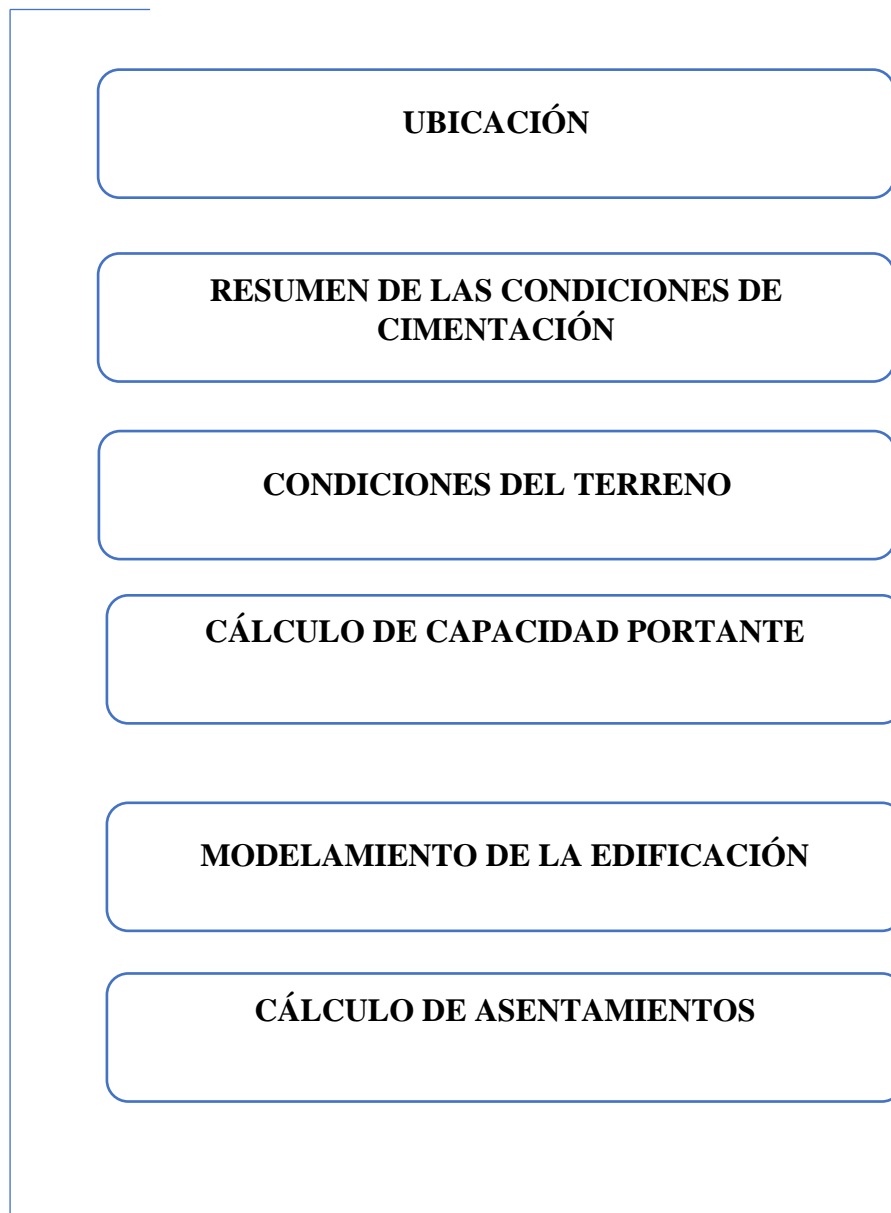 UBICACIÓN
RESUMEN DE LAS CONDICIONES DE
CIMENTACIÓN
CONDICIONES DEL TERRENO
CÁLCULO DE CAPACIDAD PORTANTE
MODELAMIENTO DE LA EDIFICACIÓN
CÁLCULO DE ASENTAMIENTOS